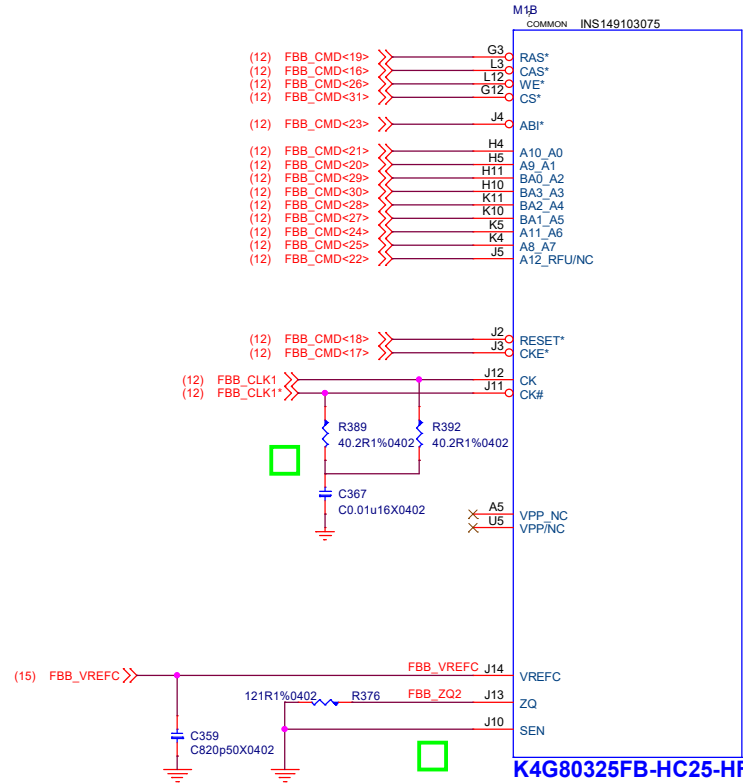 M1B
COMMON INS149103075
(12) FBB_CMD<19> G3 RAS*
(12) FBB_CMD<16> L3 CAS*
(12) FBB_CMD<26> L12 WE*
(12) FBB_CMD<31> G12 CS*
(12) FBB_CMD<23> J4 ABI*
(12) FBB_CMD<21> H4 A10_A0
(12) FBB_CMD<20> H5 A9_A1
(12) FBB_CMD<29> H11 BA0_A2
(12) FBB_CMD<30> H10 BA3_A3
(12) FBB_CMD<28> K11 BA2_A4
(12) FBB_CMD<27> K10 BA1_A5
(12) FBB_CMD<24> K5 A11_A6
(12) FBB_CMD<25> K4 A8_A7
(12) FBB_CMD<22> J5 A12_RFU/NC
(12) FBB_CMD<18> J2 RESET*
(12) FBB_CMD<17> J3 CKE*
(12) FBB_CLK1 J12 CK
(12) FBB_CLK1* J11 CK#
R389 R392
40.2R1%0402 40.2R1%0402
C367
C0.01u16X0402
A5 VPP_NC
U5 VPP/NC
(15) FBB_VREFC FBB_VREFC J14 VREFC
121R1%0402 R376 FBB_ZQ2 J13 ZQ
J10 SEN
C359
C820p50X0402
K4G80325FB-HC25-HF